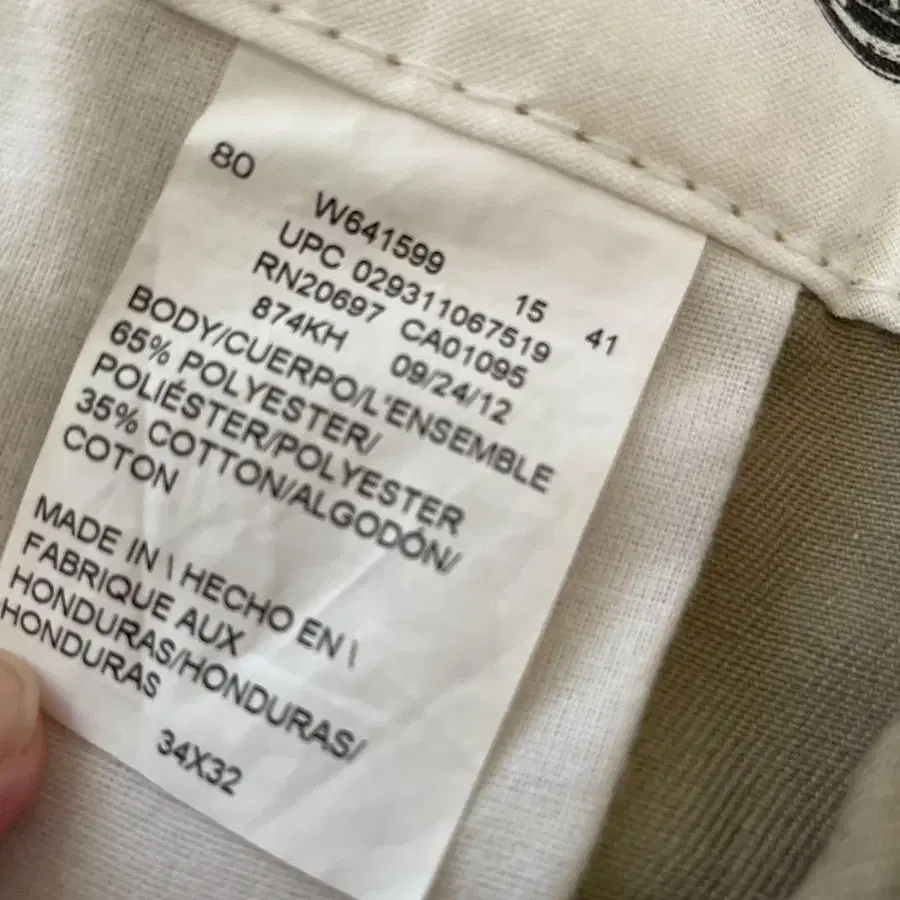 80
W641599
15 41
UPC 029311067519
RN20697 CA01095
874KH 09/24/12
BODY/CUERPO/L'ENSEMBLE
65% POLYESTER/
POLIÉSTER/POLYESTER
35% COTTON/ALGODÓN/
COTON
MADE IN \ HECHO EN \
FABRIQUE AUX
HONDURAS/HONDURAS/
HONDURAS
34X32